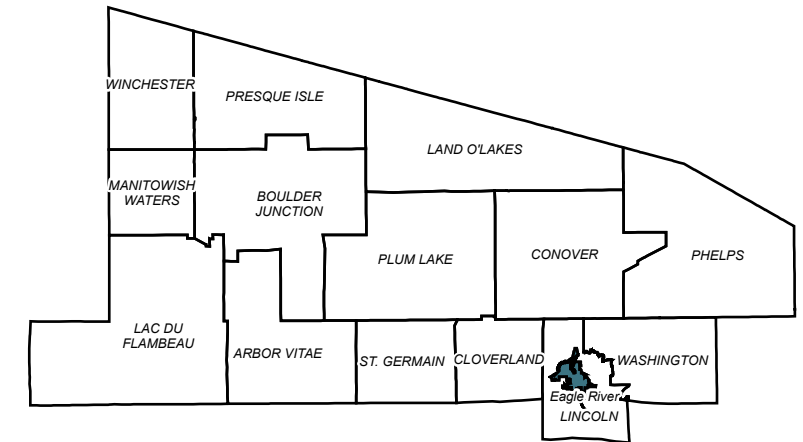 WINCHESTER
PRESQUE ISLE
LAND O'LAKES
MANITOWISH
WATERS
BOULDER
JUNCTION
PLUM LAKE
CONOVER
PHELPS
LAC DU
FLAMBEAU
ARBOR VITAE
ST. GERMAIN
CLOVERLAND
WASHINGTON
Eagle River
LINCOLN